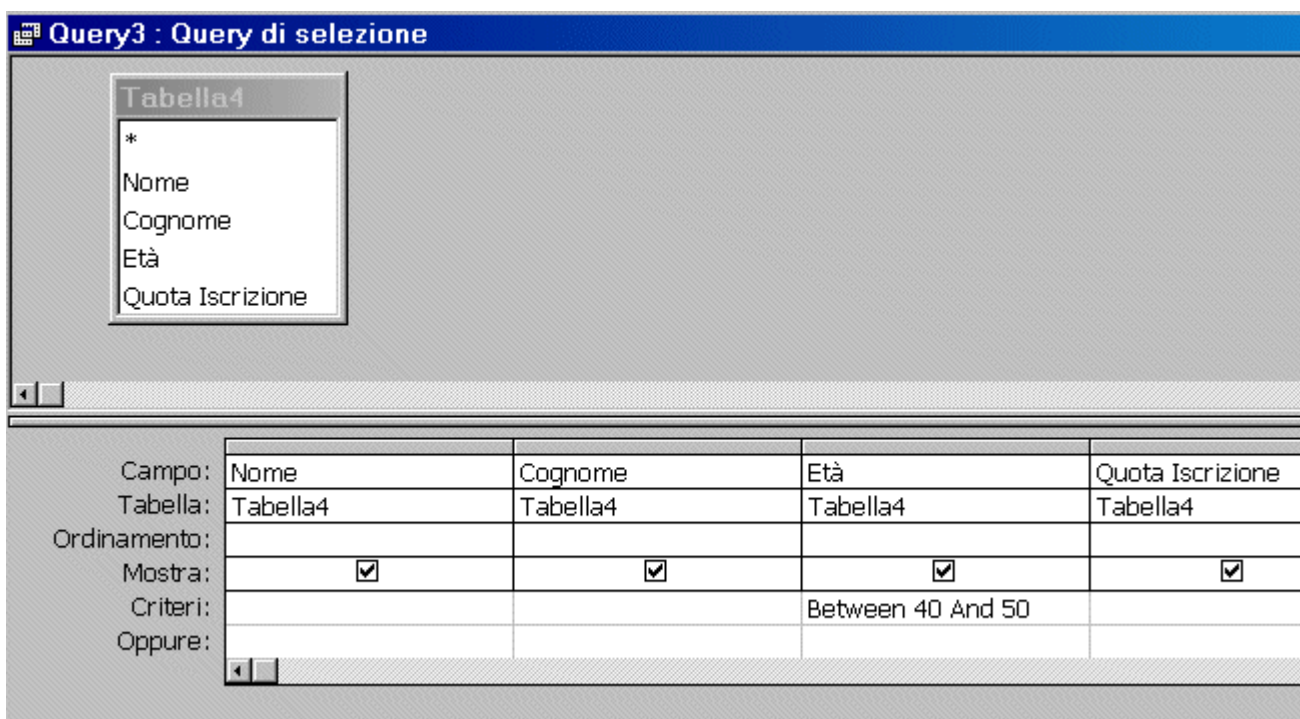 Query3 : Query di selezione
Tabella4
*
Nome
Cognome
Età
Quota Iscrizione
Campo: Nome Cognome Età Quota Iscrizione
Tabella: Tabella4 Tabella4 Tabella4 Tabella4
Ordinamento:
Mostra:
Criteri: Between 40 And 50
Oppure: